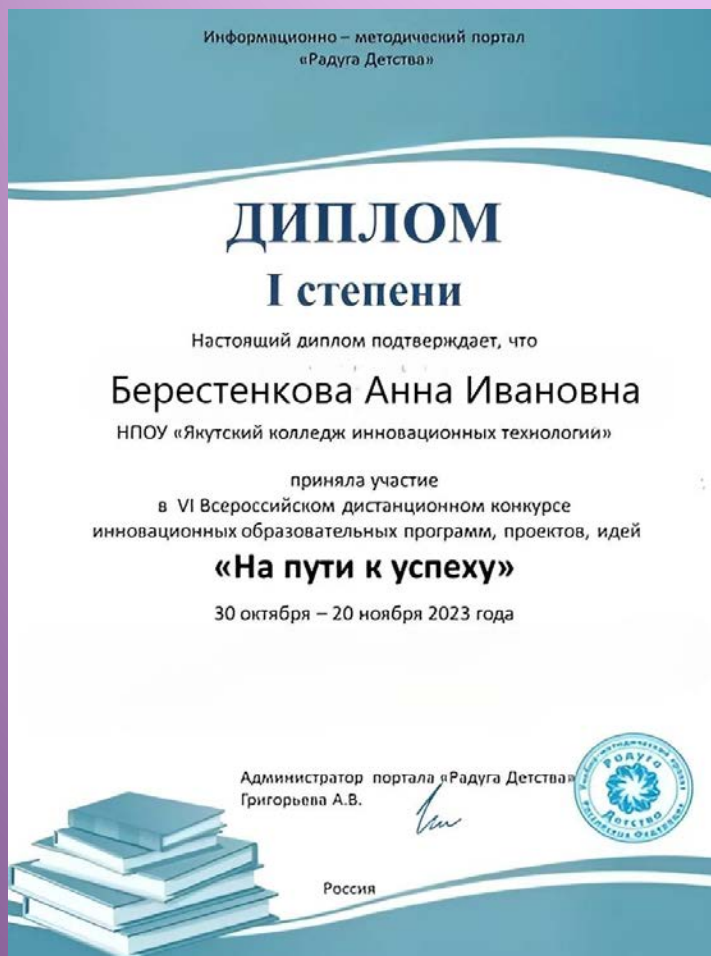 Информационно – методический портал
«Радуга Детства»
ДИПЛОМ
I степени
Настоящий диплом подтверждает, что
Берестенкова Анна Ивановна
НПОУ «Якутский колледж инновационных технологии»
приняла участие
в VI Всероссийском дистанционном конкурсе
инновационных образовательных программ, проектов, идей
«На пути к успеху»
30 октября – 20 ноября 2023 года
Администратор портала «Радуга Детства»
Григорьева А.В.
Радуга
Детства
Российская Федерация
Россия